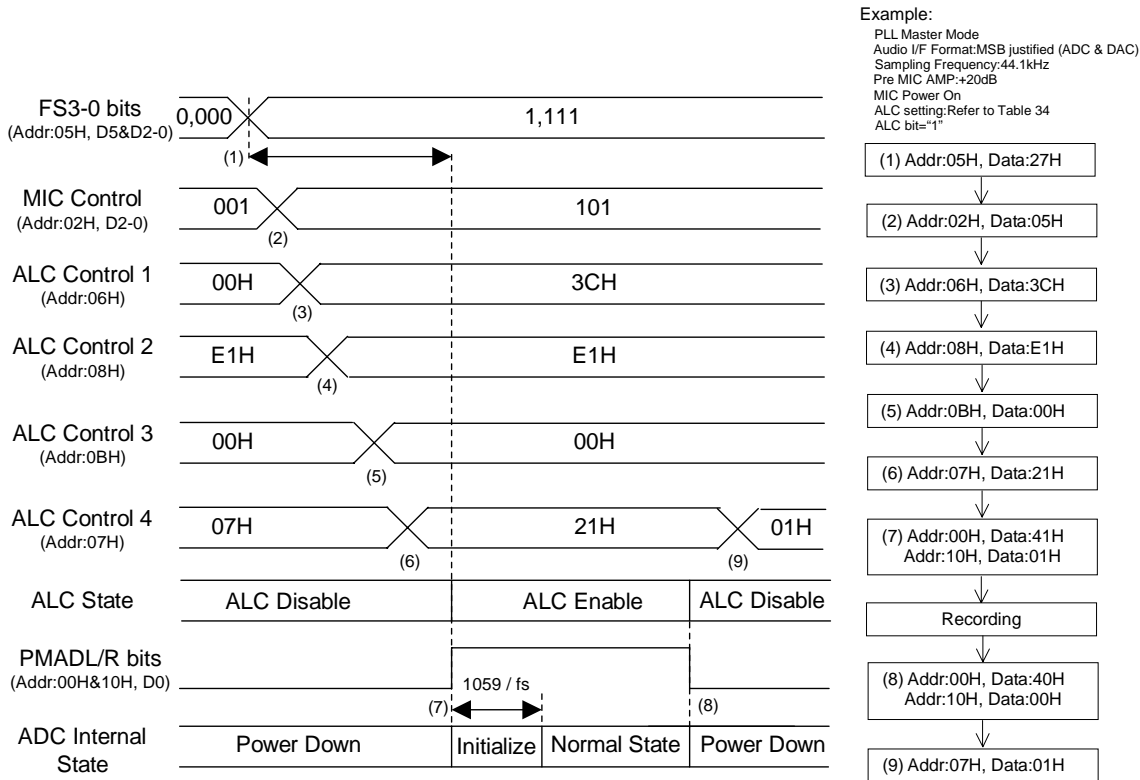 Example:
PLL Master Mode
Audio I/F Format:MSB justified (ADC & DAC)
Sampling Frequency:44.1kHz
Pre MIC AMP:+20dB
MIC Power On
ALC setting:Refer to Table 34
ALC bit=“1”
FS3-0 bits
(Addr:05H, D5&D2-0)
0,000
1,111
(1)
MIC Control
(Addr:02H, D2-0)
001
101
(2)
ALC Control 1
(Addr:06H)
00H
3CH
(3)
ALC Control 2
(Addr:08H)
E1H
E1H
(4)
ALC Control 3
(Addr:0BH)
00H
00H
(5)
ALC Control 4
(Addr:07H)
07H
21H
01H
(6)
(9)
ALC State
ALC Disable
ALC Enable
ALC Disable
PMADL/R bits
(Addr:00H&10H, D0)
1059 / fs
(7)
(8)
ADC Internal
State
Power Down
Initialize
Normal State
Power Down
(1) Addr:05H, Data:27H
(2) Addr:02H, Data:05H
(3) Addr:06H, Data:3CH
(4) Addr:08H, Data:E1H
(5) Addr:0BH, Data:00H
(6) Addr:07H, Data:21H
(7) Addr:00H, Data:41H
Addr:10H, Data:01H
Recording
(8) Addr:00H, Data:40H
Addr:10H, Data:00H
(9) Addr:07H, Data:01H